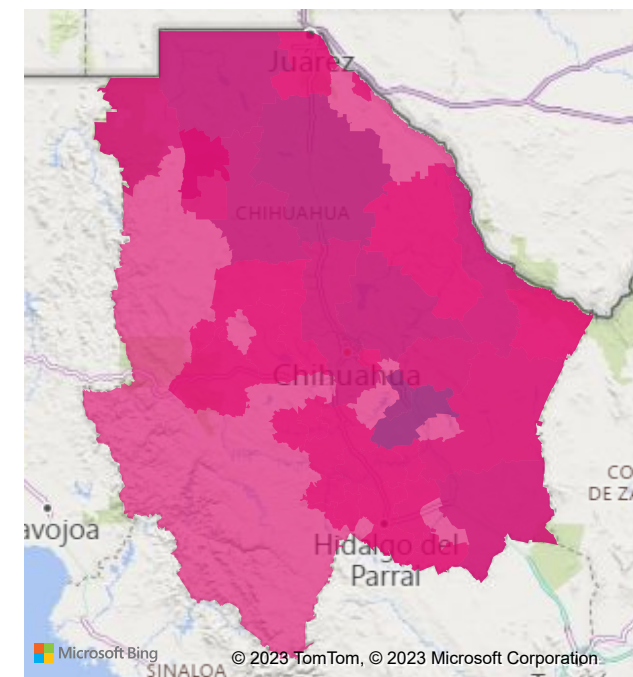 Juárez
CHIHUAHUA
Chihuahua
CO
DE ZA
avojoa
Hidalgo del
Parral
Microsoft Bing
© 2023 TomTom, © 2023 Microsoft Corporation
SINALOA